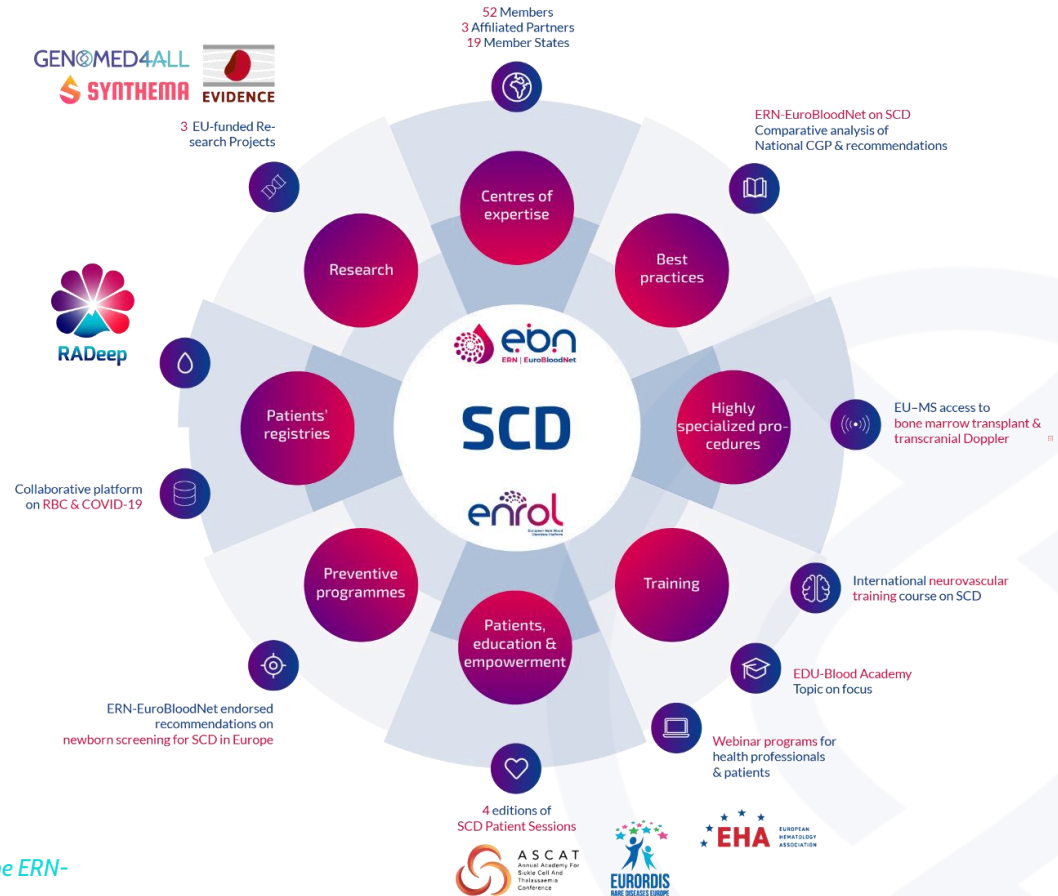 52 Members
3 Affiliated Partners
19 Member States
GENOMED4ALL
SYNTHEMA
EVIDENCE
3 EU-funded Re-
search Projects
ERN-EuroBloodNet on SCD
Comparative analysis of
National CGP & recommendations
Centres of
expertise
Research
Best
practices
RADeep
ebn
ERN | EuroBloodNet
SCD
enrol
Patients'
registries
Highly
specialized pro-
cedures
EU–MS access to
bone marrow transplant &
transcranial Doppler
Collaborative platform
on RBC & COVID-19
Preventive
programmes
Training
Patients,
education &
empowerment
International neurovascular
training course on SCD
EDU-Blood Academy
Topic on focus
ERN-EuroBloodNet endorsed
recommendations on
newborn screening for SCD in Europe
Webinar programs for
health professionals
& patients
4 editions of
SCD Patient Sessions
ASCAT
Annual Academy For
Sickle Cell And
Thalassaemia
Conference
EURORDIS
RARE DISEASES EUROPE
EHA
EUROPEAN
HEMATOLOGY
ASSOCIATION
ne ERN-